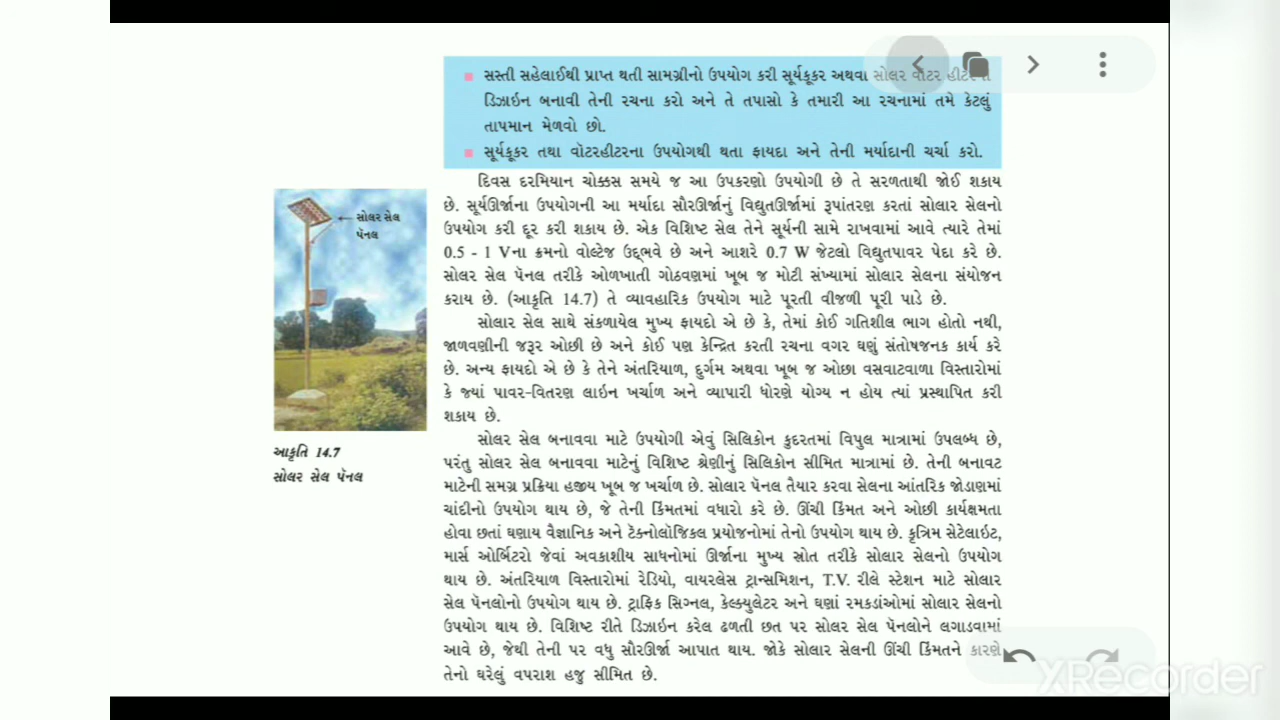 સસ્તી સહેલાઈથી પ્રાપ્ત થતી સામગ્રીનો ઉપયોગ કરી સૂર્યકૂકર અથવા સોલર વૉટર હીટરની
ડિઝાઇન બનાવી તેની રચના કરો અને તે તપાસો કે તમારી આ રચનામાં તમે કેટલું
તાપમાન મેળવો છો.
સૂર્યકૂકર તથા વૉટરહીટરના ઉપયોગથી થતા ફાયદા અને તેની મર્યાદાની ચર્ચા કરો.
દિવસ દરમિયાન ચોક્કસ સમયે જ આ ઉપકરણો ઉપયોગી છે તે સરળતાથી જોઈ શકાય
છે. સૂર્યઊર્જાના ઉપયોગની આ મર્યાદા સૌરઊર્જાનું વિદ્યુતઊર્જામાં રૂપાંતરણ કરતાં સોલાર સેલનો
ઉપયોગ કરી દૂર કરી શકાય છે. એક વિશિષ્ટ સેલ તેને સૂર્યની સામે રાખવામાં આવે ત્યારે તેમાં
0.5 - 1 Vના ક્રમનો વોલ્ટેજ ઉદ્ભવે છે અને આશરે 0.7 W જેટલો વિદ્યુતપાવર પેદા કરે છે.
સોલર સેલ પૅનલ તરીકે ઓળખાતી ગોઠવણમાં ખૂબ જ મોટી સંખ્યામાં સોલાર સેલના સંયોજન
કરાય છે. (આકૃતિ 14.7) તે વ્યાવહારિક ઉપયોગ માટે પૂરતી વીજળી પૂરી પાડે છે.
સોલાર સેલ સાથે સંકળાયેલ મુખ્ય ફાયદો એ છે કે, તેમાં કોઈ ગતિશીલ ભાગ હોતો નથી,
જાળવણીની જરૂર ઓછી છે અને કોઈ પણ કેન્દ્રિત કરતી રચના વગર ઘણું સંતોષજનક કાર્ય કરે
છે. અન્ય ફાયદો એ છે કે તેને અંતરિયાળ, દુર્ગમ અથવા ખૂબ જ ઓછા વસવાટવાળા વિસ્તારોમાં
કે જ્યાં પાવર-વિતરણ લાઇન ખર્ચાળ અને વ્યાપારી ધોરણે યોગ્ય ન હોય ત્યાં પ્રસ્થાપિત કરી
શકાય છે.
સોલર સેલ બનાવવા માટે ઉપયોગી એવું સિલિકોન કુદરતમાં વિપુલ માત્રામાં ઉપલબ્ધ છે,
પરંતુ સોલર સેલ બનાવવા માટેનું વિશિષ્ટ શ્રેણીનું સિલિકોન સીમિત માત્રામાં છે. તેની બનાવટ
માટેની સમગ્ર પ્રક્રિયા હજીય ખૂબ જ ખર્ચાળ છે. સોલાર પૅનલ તૈયાર કરવા સેલના આંતરિક જોડાણમાં
ચાંદીનો ઉપયોગ થાય છે, જે તેની કિંમતમાં વધારો કરે છે. ઊંચી કિંમત અને ઓછી કાર્યક્ષમતા
હોવા છતાં ઘણાય વૈજ્ઞાનિક અને ટૅક્નોલૉજિકલ પ્રયોજનોમાં તેનો ઉપયોગ થાય છે. કૃત્રિમ સેટેલાઇટ,
માર્સ ઓર્બિટરો જેવાં અવકાશીય સાધનોમાં ઊર્જાના મુખ્ય સ્રોત તરીકે સોલાર સેલનો ઉપયોગ
થાય છે. અંતરિયાળ વિસ્તારોમાં રેડિયો, વાયરલેસ ટ્રાન્સમિશન, T.V. રીલે સ્ટેશન માટે સોલાર
સેલ પૅનલોનો ઉપયોગ થાય છે. ટ્રાફિક સિગ્નલ, કેલ્ક્યુલેટર અને ઘણાં રમકડાંઓમાં સોલાર સેલનો
ઉપયોગ થાય છે. વિશિષ્ટ રીતે ડિઝાઇન કરેલ ઢળતી છત પર સોલર સેલ પૅનલોને લગાડવામાં
આવે છે, જેથી તેની પર વધુ સૌરઊર્જા આપાત થાય. જોકે સોલાર સેલની ઊંચી કિંમતને કારણે
તેનો ઘરેલું વપરાશ હજુ સીમિત છે.
સોલર સેલ
પૅનલ
આકૃતિ 14.7
સોલર સેલ પૅનલ
XRecorder